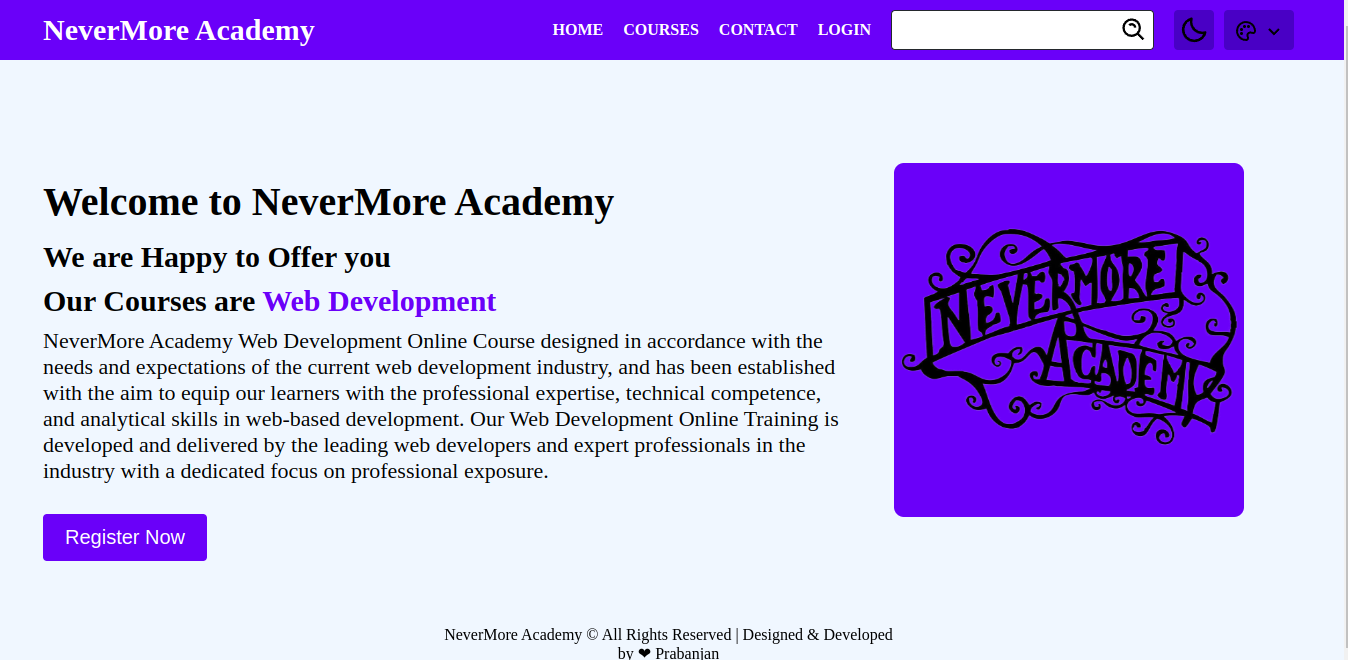 NeverMore Academy
HOME COURSES CONTACT LOGIN
Welcome to NeverMore Academy
We are Happy to Offer you
Our Courses are Web Development
NeverMore Academy Web Development Online Course designed in accordance with the
needs and expectations of the current web development industry, and has been established
with the aim to equip our learners with the professional expertise, technical competence,
and analytical skills in web-based development. Our Web Development Online Training is
developed and delivered by the leading web developers and expert professionals in the
industry with a dedicated focus on professional exposure.
Register Now
NEVERMORE
ACADEMY
NeverMore Academy © All Rights Reserved | Designed & Developed
by ❤ Prabanjan